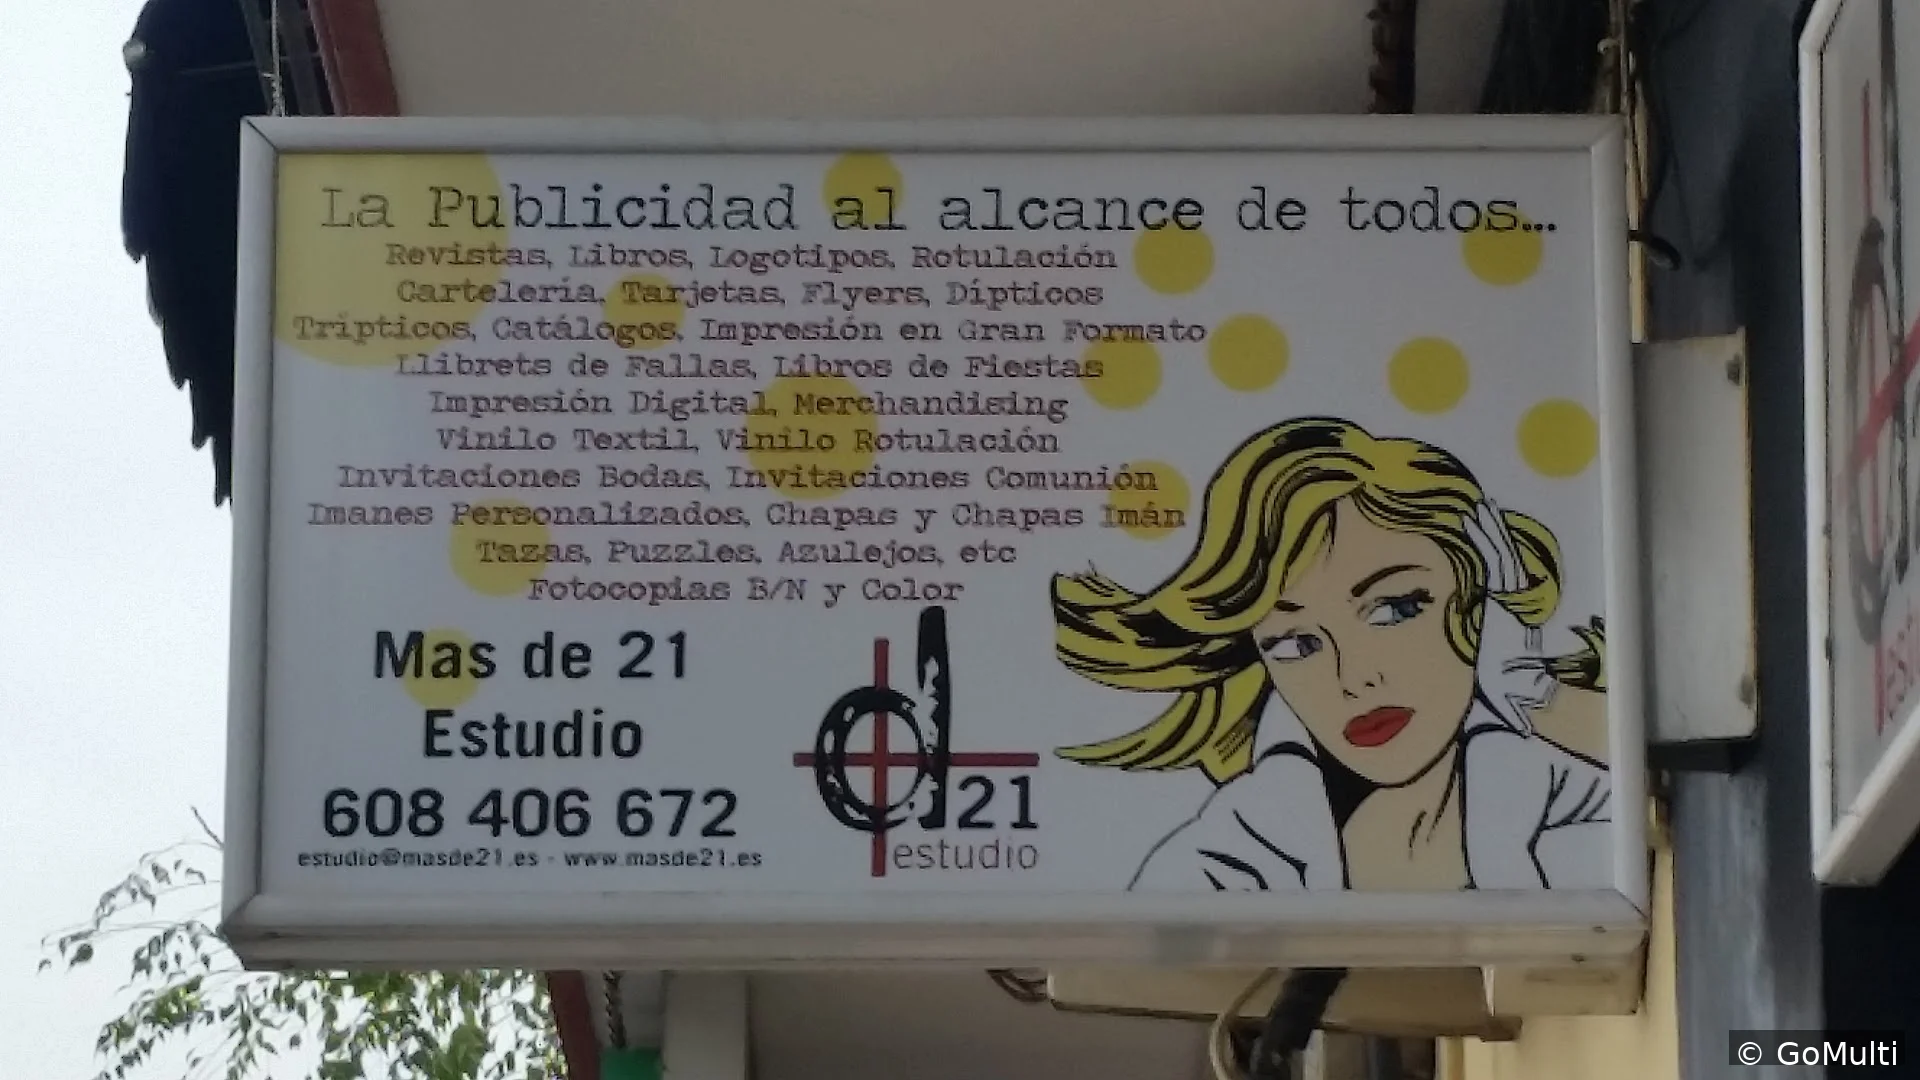 La Publicidad al alcance de todos...
Revistas, Libros, Logotipos, Rotulación
Cartelería, Tarjetas, Flyers, Dípticos
Trípticos, Catálogos, Impresión en Gran Formato
Llibrets de Fallas, Libros de Fiestas
Impresión Digital, Merchandising
Vinilo Textil, Vinilo Rotulación
Invitaciones Bodas, Invitaciones Comunión
Imanes Personalizados, Chapas y Chapas Imán
Tazas, Puzzles, Azulejos, etc
Fotocopias B/N y Color
Mas de 21
Estudio
608 406 672
estudio@masde21.es - www.masde21.es
d21
estudio
© GoMulti